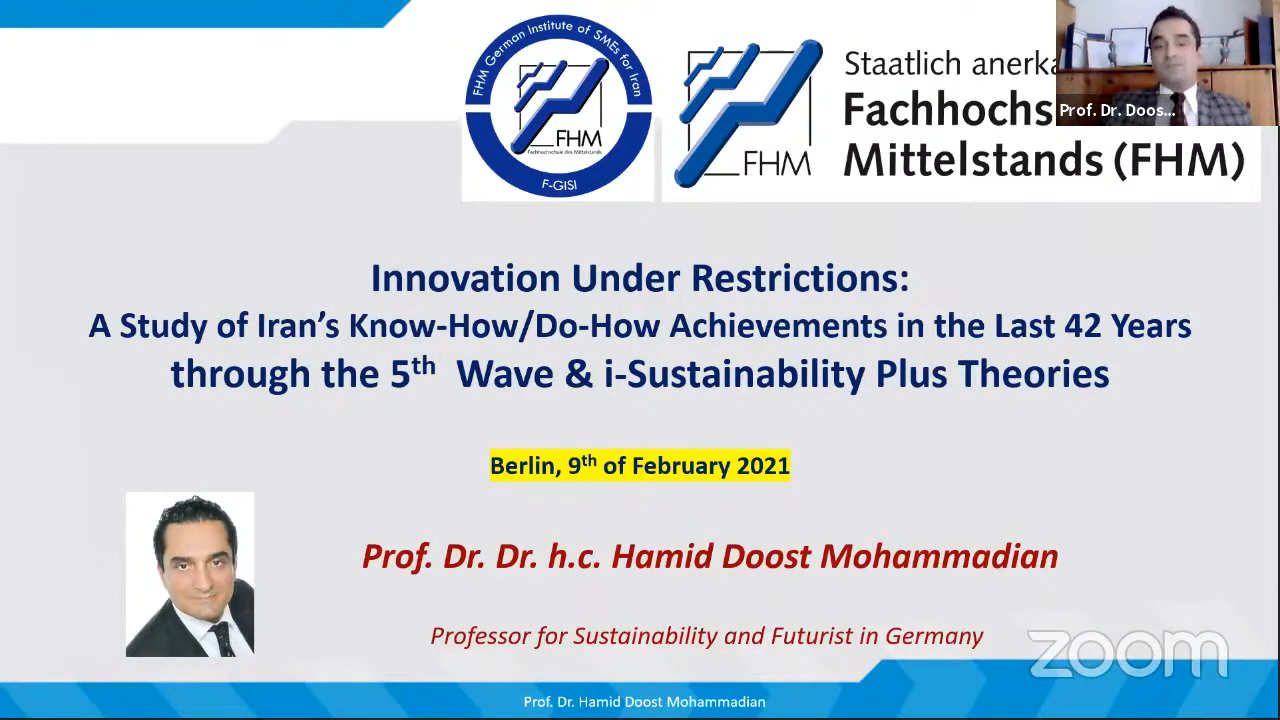 FHM German Institute of SMEs for Iran
FHM
Fachhochschule des Mittelstands
F-GISI
FHM
Staatlich anerka
Fachhochs
Mittelstands (FHM)
Prof. Dr. Doos...
Innovation Under Restrictions:
A Study of Iran's Know-How/Do-How Achievements in the Last 42 Years
through the 5th Wave & i-Sustainability Plus Theories
Berlin, 9th of February 2021
Prof. Dr. Dr. h.c. Hamid Doost Mohammadian
Professor for Sustainability and Futurist in Germany
zoom
Prof. Dr. Hamid Doost Mohammadian